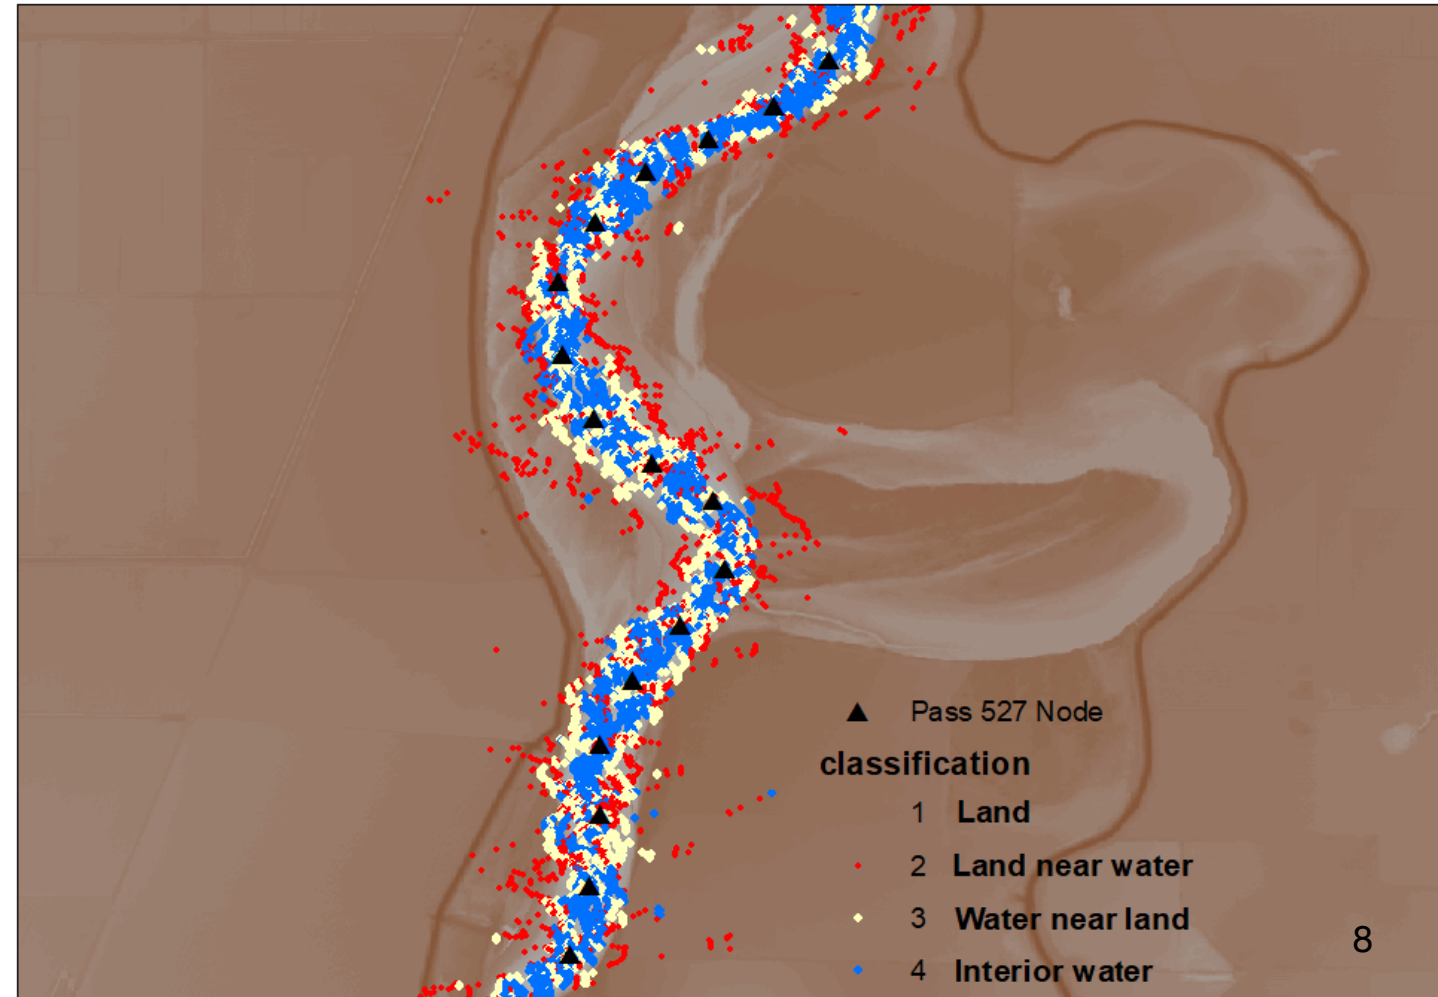 Pass 527 Node
classification
1 Land
2 Land near water
3 Water near land
4 Interior water
8